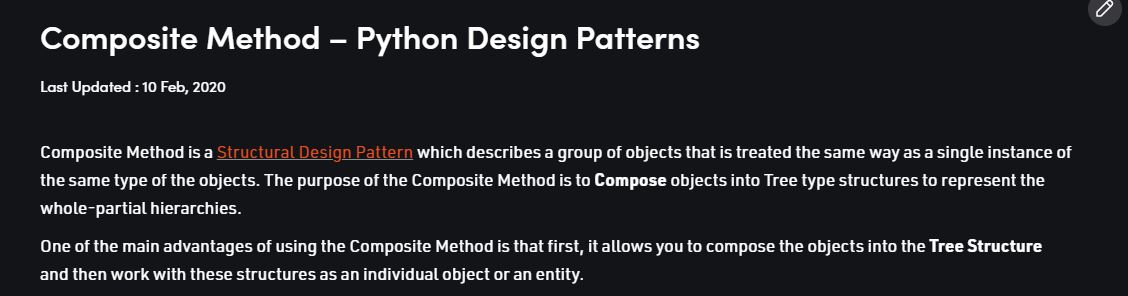 Composite Method – Python Design Patterns
Last Updated : 10 Feb, 2020
Composite Method is a Structural Design Pattern which describes a group of objects that is treated the same way as a single instance of
the same type of the objects. The purpose of the Composite Method is to Compose objects into Tree type structures to represent the
whole-partial hierarchies.
One of the main advantages of using the Composite Method is that first, it allows you to compose the objects into the Tree Structure
and then work with these structures as an individual object or an entity.